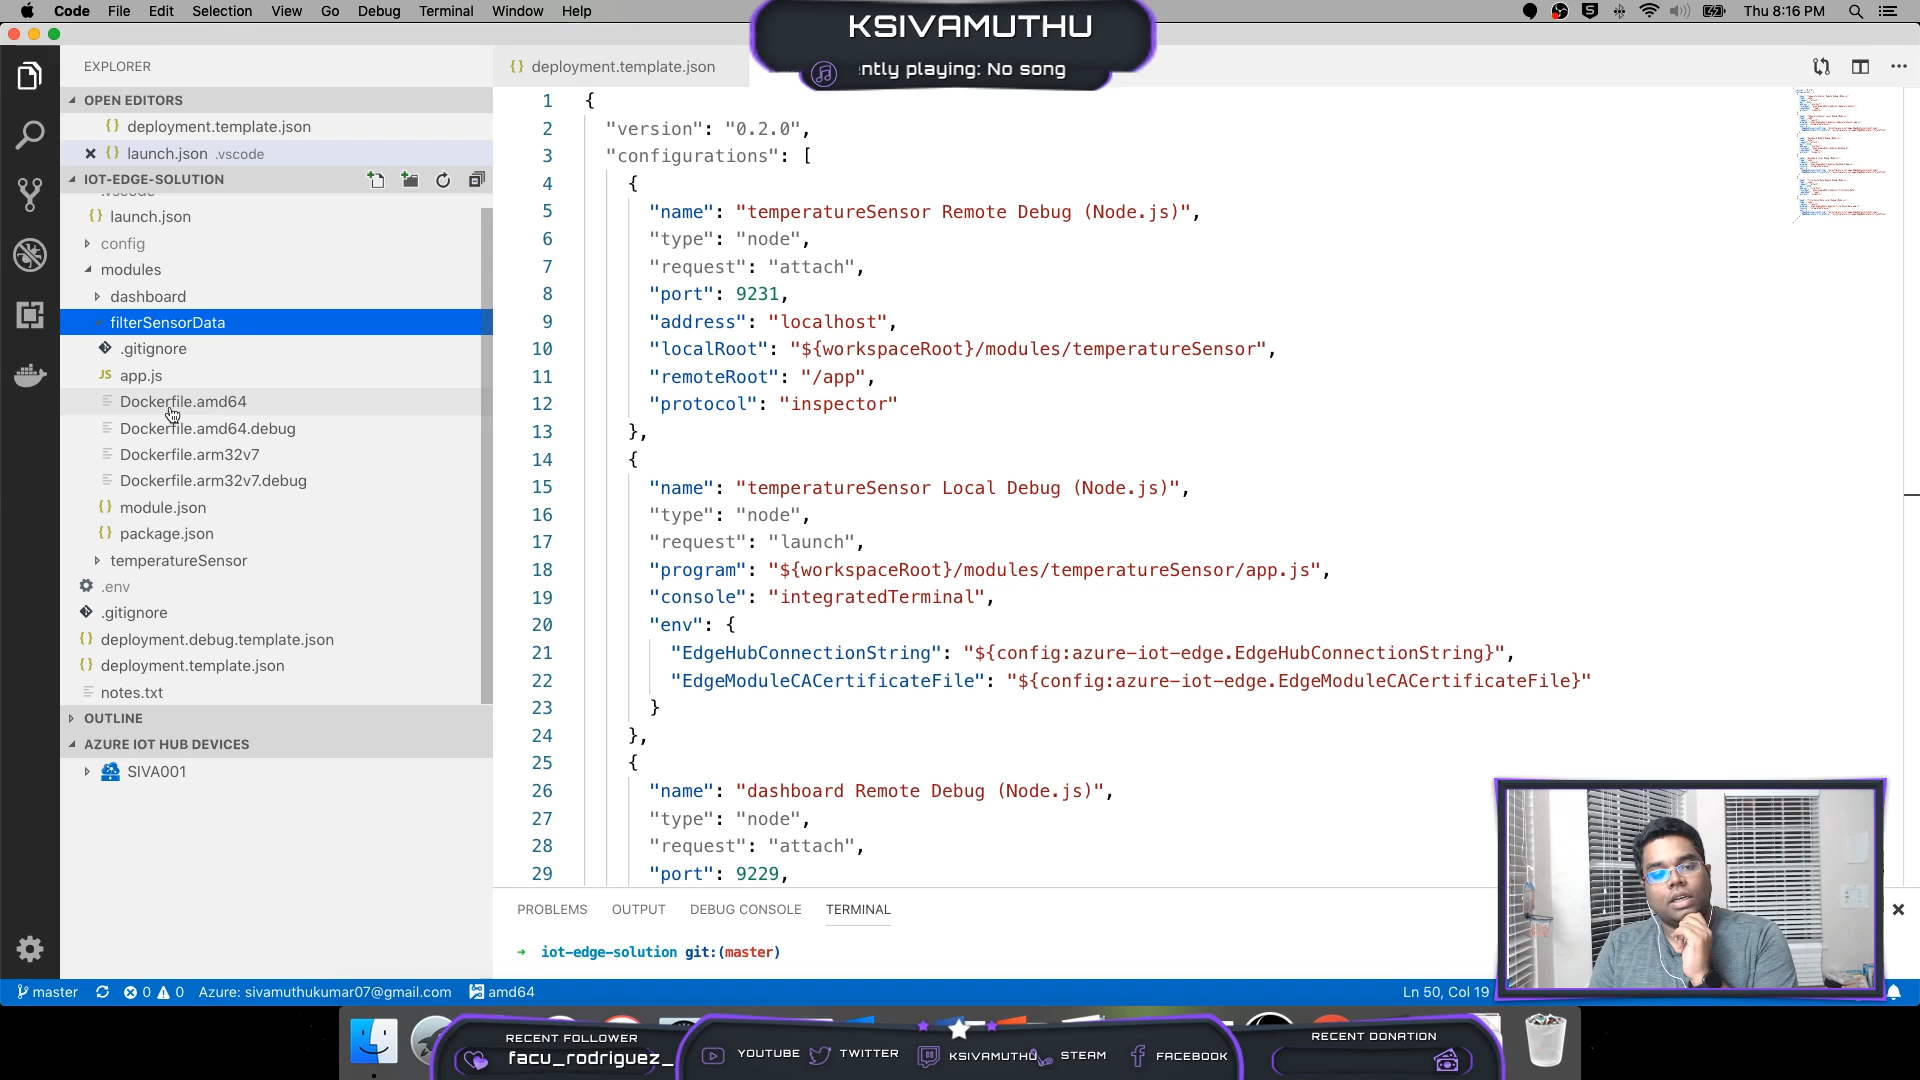 Code File Edit Selection View Go Debug Terminal Window Help
Thu 8:16 PM
KSIVAMUTHU
ntly playing: No song
EXPLORER
OPEN EDITORS
deployment.template.json
launch.json .vscode
IOT-EDGE-SOLUTION
.vscode
launch.json
config
modules
dashboard
filterSensorData
.gitignore
JS app.js
Dockerfile.amd64
Dockerfile.amd64.debug
Dockerfile.arm32v7
Dockerfile.arm32v7.debug
{} module.json
{} package.json
temperatureSensor
.env
.gitignore
{} deployment.debug.template.json
{} deployment.template.json
notes.txt
OUTLINE
AZURE IOT HUB DEVICES
SIVA001
{} deployment.template.json
1 {
2 "version": "0.2.0",
3 "configurations": [
4 {
5 "name": "temperatureSensor Remote Debug (Node.js)",
6 "type": "node",
7 "request": "attach",
8 "port": 9231,
9 "address": "localhost",
10 "localRoot": "${workspaceRoot}/modules/temperatureSensor",
11 "remoteRoot": "/app",
12 "protocol": "inspector"
13 },
14 {
15 "name": "temperatureSensor Local Debug (Node.js)",
16 "type": "node",
17 "request": "launch",
18 "program": "${workspaceRoot}/modules/temperatureSensor/app.js",
19 "console": "integratedTerminal",
20 "env": {
21 "EdgeHubConnectionString": "${config:azure-iot-edge.EdgeHubConnectionString}",
22 "EdgeModuleCACertificateFile": "${config:azure-iot-edge.EdgeModuleCACertificateFile}"
23 }
24 },
25 {
26 "name": "dashboard Remote Debug (Node.js)",
27 "type": "node",
28 "request": "attach",
29 "port": 9229,
PROBLEMS OUTPUT DEBUG CONSOLE TERMINAL
→ iot-edge-solution git:(master)
master 0 0 Azure: sivamuthukumar07@gmail.com amd64
Ln 50, Col 19
RECENT FOLLOWER
facu_rodriguez_
YOUTUBE TWITTER KSIVAMUTHU STEAM FACEBOOK
RECENT DONATION